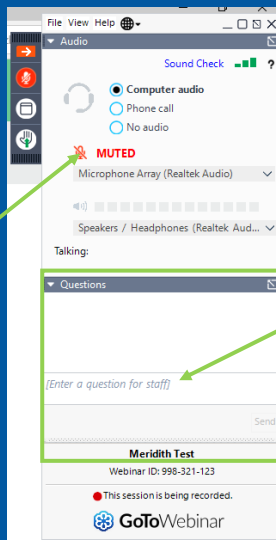 File View Help
Audio
Sound Check ?
Computer audio
Phone call
No audio
MUTED
Microphone Array (Realtek Audio)
Speakers / Headphones (Realtek Aud...
Talking:
Questions
[Enter a question for staff]
Send
Meridith Test
Webinar ID: 998-321-123
This session is being recorded.
GoToWebinar